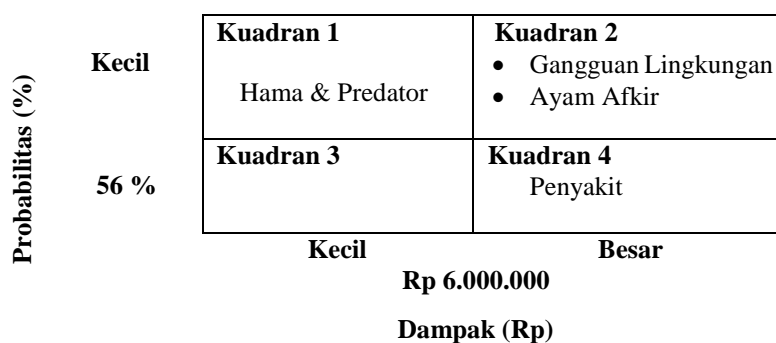 Probabilitas (%)
Kecil
56 %
Kuadran 1
Hama & Predator
Kuadran 2
• Gangguan Lingkungan
• Ayam Afkir
Kuadran 3
Kuadran 4
Penyakit
Kecil
Besar
Rp 6.000.000
Dampak (Rp)